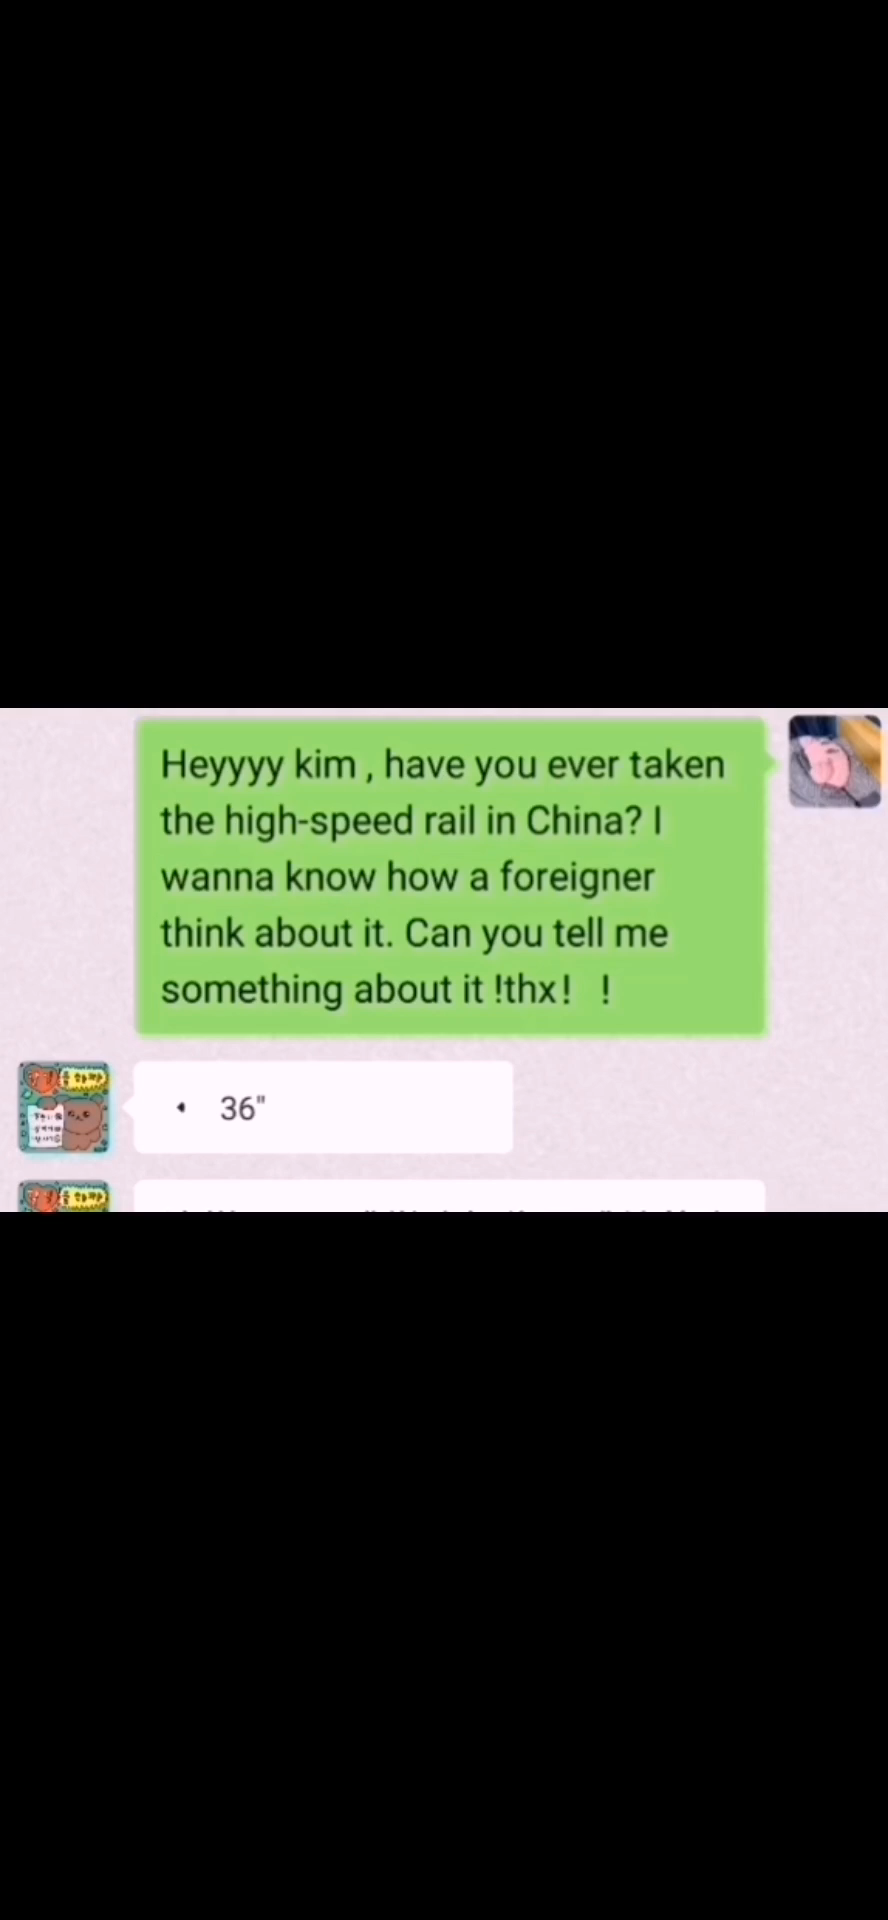 Heyyyy kim , have you ever taken
the high-speed rail in China? I
wanna know how a foreigner
think about it. Can you tell me
something about it !thx!   !
36"